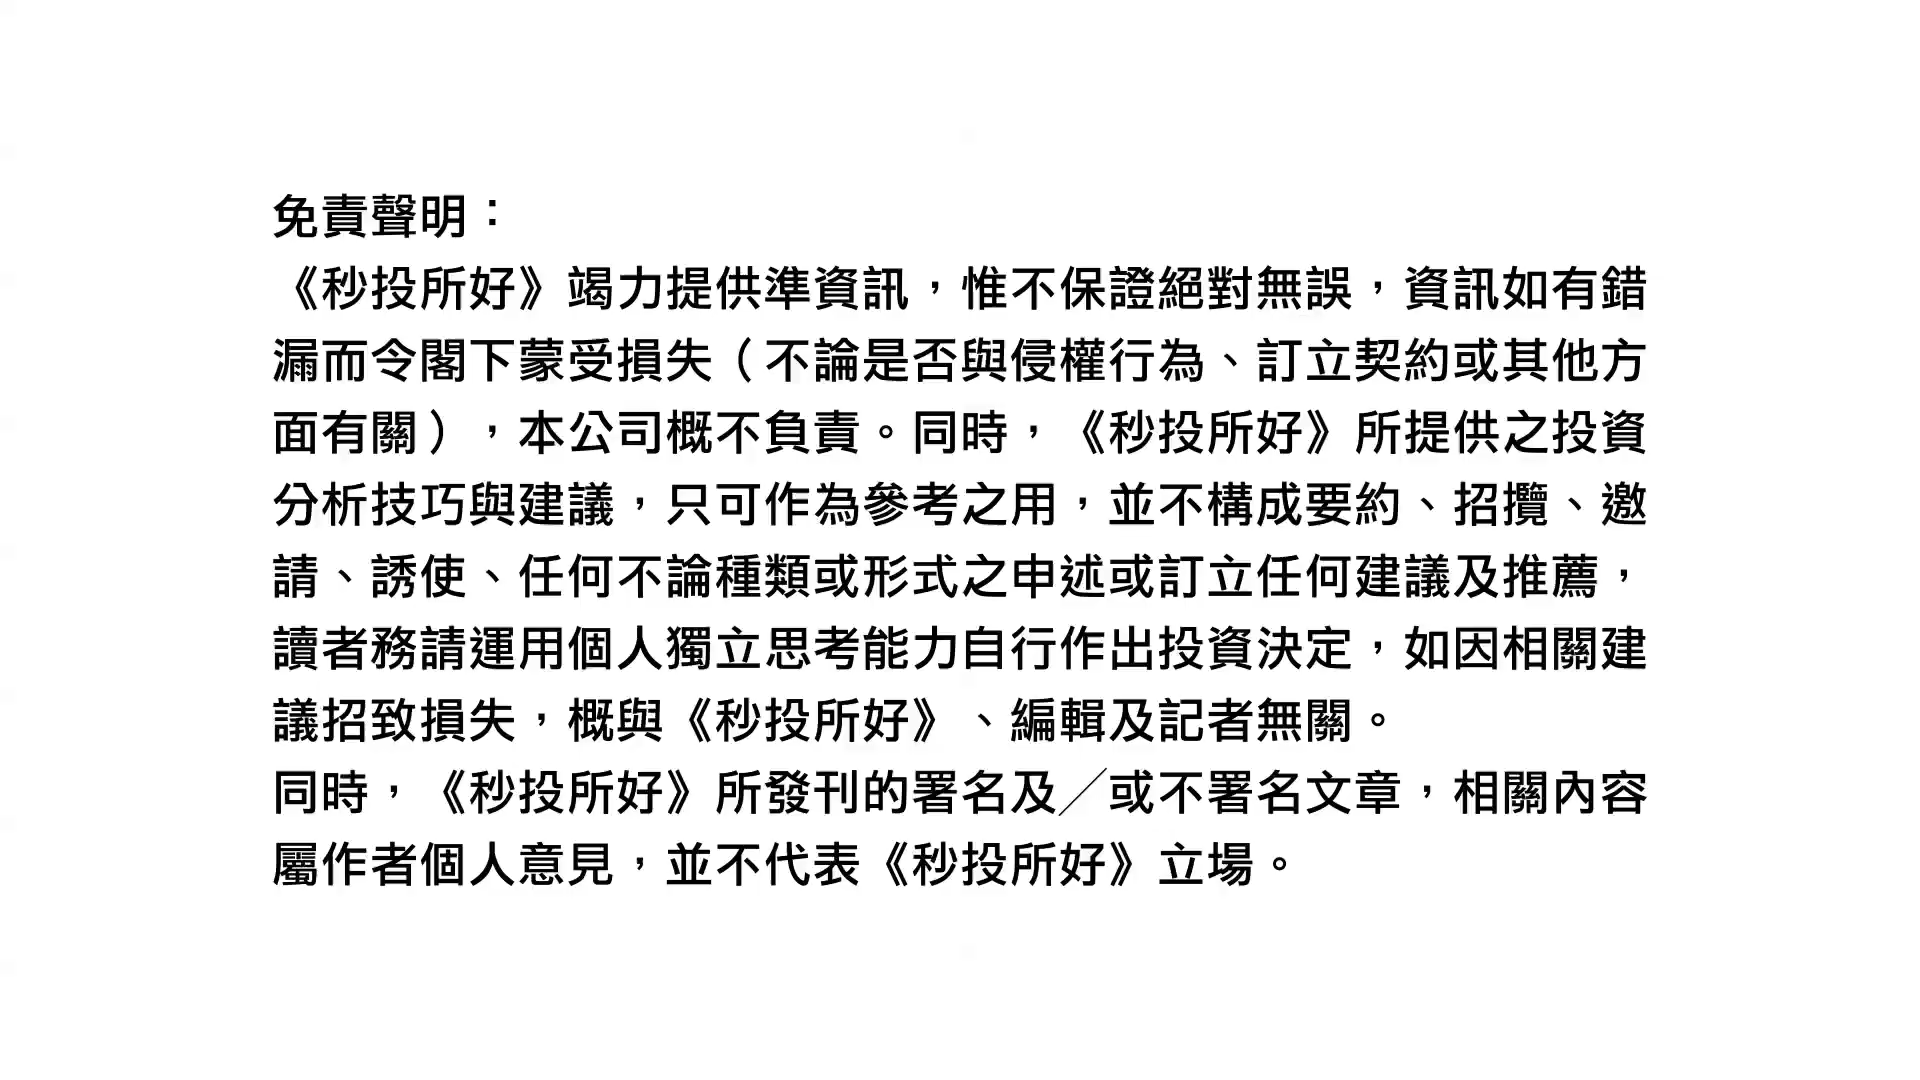 免責聲明：
《秒投所好》竭力提供準資訊，惟不保證絕對無誤，資訊如有錯
漏而令閣下蒙受損失（不論是否與侵權行為、訂立契約或其他方
面有關），本公司概不負責。同時，《秒投所好》所提供之投資
分析技巧與建議，只可作為參考之用，並不構成要約、招攬、邀
請、誘使、任何不論種類或形式之申述或訂立任何建議及推薦，
讀者務請運用個人獨立思考能力自行作出投資決定，如因相關建
議招致損失，概與《秒投所好》、編輯及記者無關。
同時，《秒投所好》所發刊的署名及╱或不署名文章，相關內容
屬作者個人意見，並不代表《秒投所好》立場。